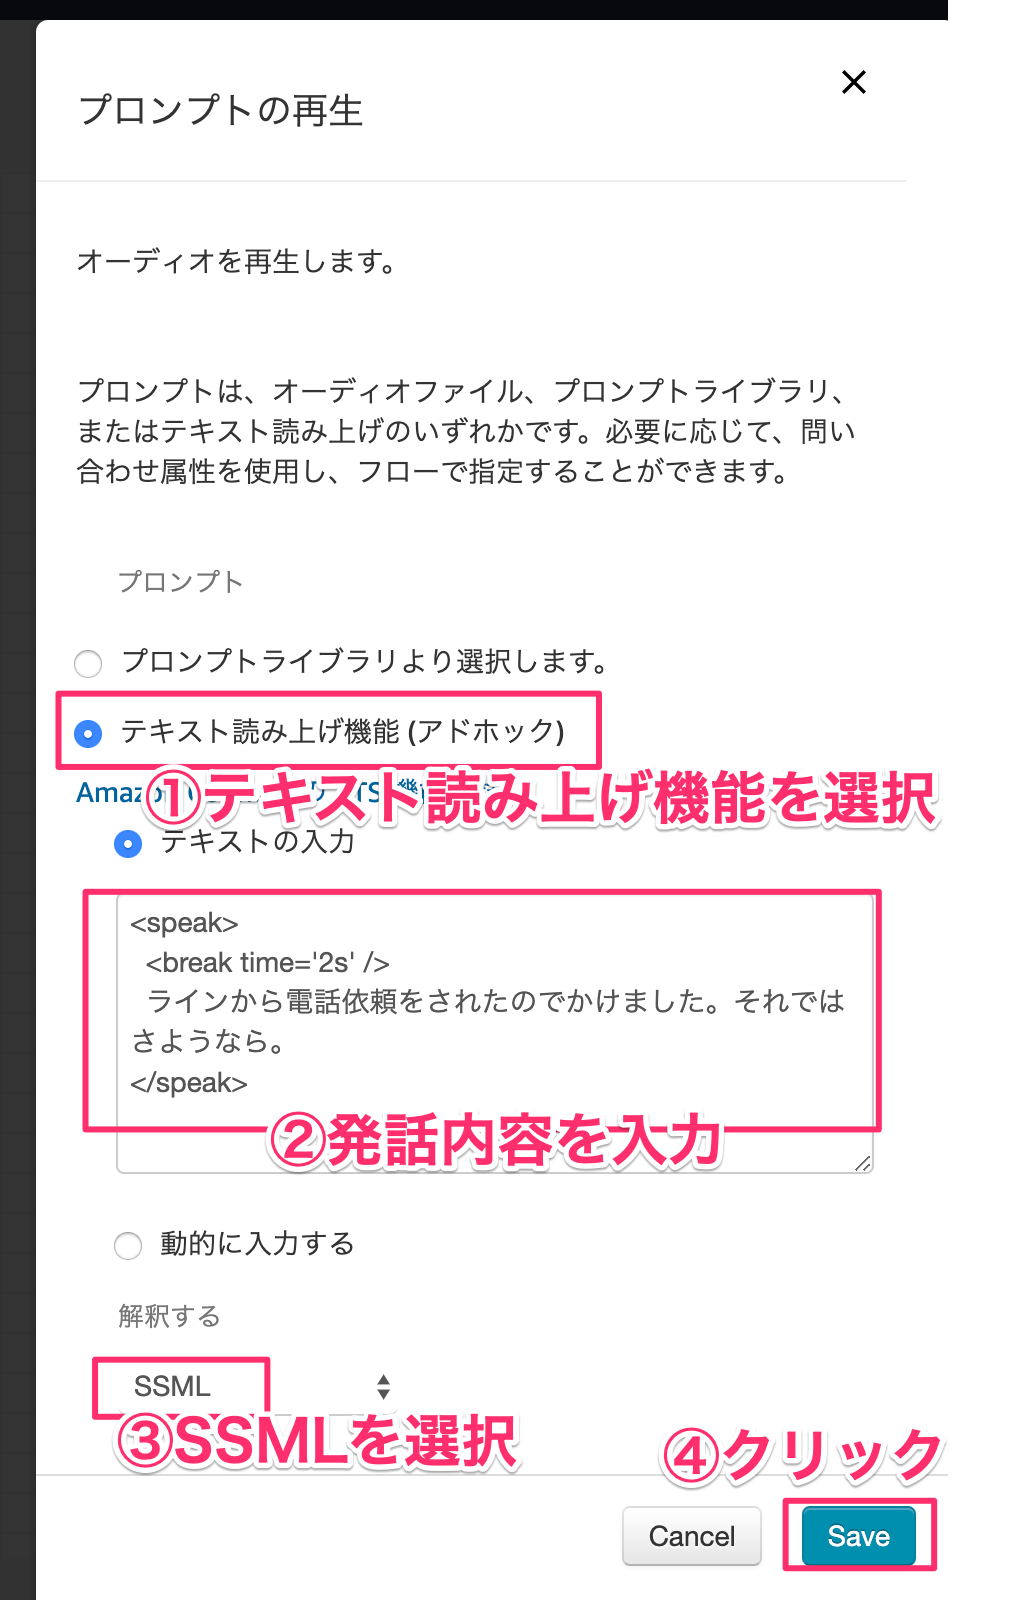 プロンプトの再生
オーディオを再生します。
プロンプトは、オーディオファイル、プロンプトライブラリ、
またはテキスト読み上げのいずれかです。必要に応じて、問い
合わせ属性を使用し、フローで指定することができます。
プロンプト
プロンプトライブラリより選択します。
テキスト読み上げ機能 (アドホック)
①テキスト読み上げ機能を選択
テキストの入力
<speak>
<break time='2s' />
ラインから電話依頼をされたのでかけました。それでは
さようなら。
</speak>
②発話内容を入力
動的に入力する
解釈する
SSML
③SSMLを選択
④クリック
Cancel
Save